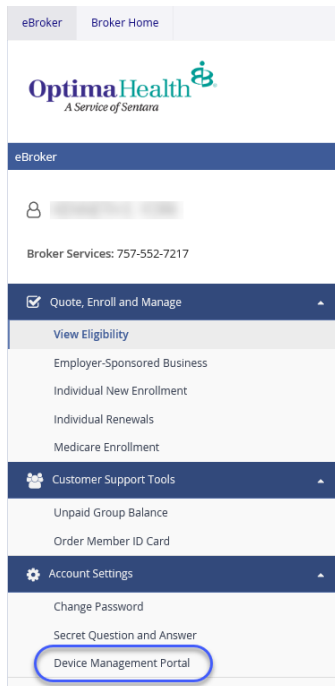 eBroker Broker Home
OptimaHealth
A Service of Sentara
eBroker
Broker Services: 757-552-7217
Quote, Enroll and Manage
View Eligibility
Employer-Sponsored Business
Individual New Enrollment
Individual Renewals
Medicare Enrollment
Customer Support Tools
Unpaid Group Balance
Order Member ID Card
Account Settings
Change Password
Secret Question and Answer
Device Management Portal